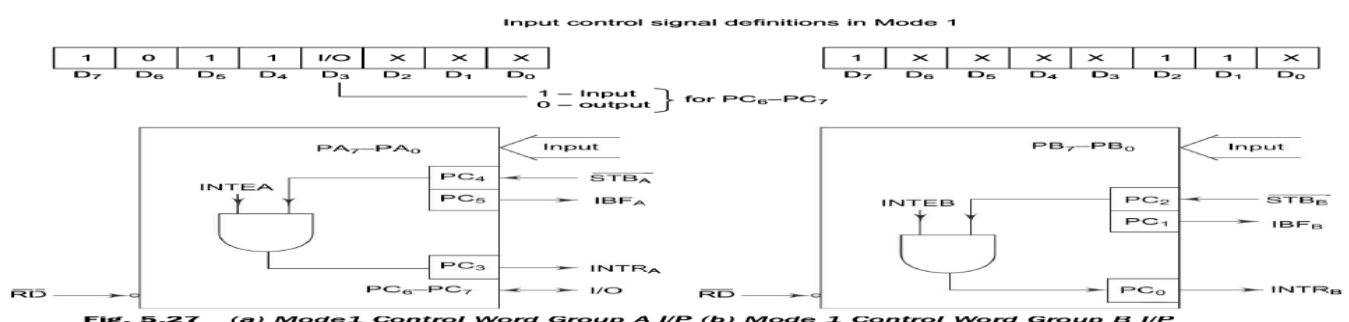 Input control signal definitions in Mode 1
1 0 1 1 I/O X X X
D7 D6 D5 D4 D3 D2 D1 D0
1 – Input
0 – output
for PC6–PC7
1 X X X X 1 1 X
D7 D6 D5 D4 D3 D2 D1 D0
PA7–PA0
Input
INTEA
PC4
STBA
PC5
IBFA
PC3
INTRA
PC6–PC7
I/O
RD
PB7–PB0
Input
INTEB
PC2
STBB
PC1
IBFB
PC0
INTRB
RD
Fig. 5.27 (a) Mode1 Control Word Group A I/P (b) Mode 1 Control Word Group B I/P